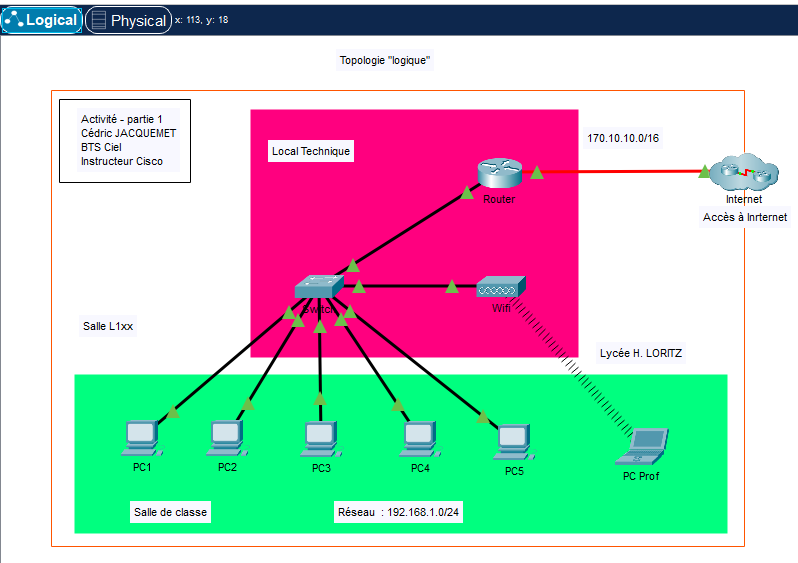 Logical
Physical
x: 113, y: 18
Topologie "logique"
Activité - partie 1
Cédric JACQUEMET
BTS Ciel
Instructeur Cisco
Local Technique
170.10.10.0/16
Router
Internet
Accès à Inrternet
Switch
Wifi
Salle L1xx
Lycée H. LORITZ
PC1
PC2
PC3
PC4
PC5
PC Prof
Salle de classe
Réseau : 192.168.1.0/24